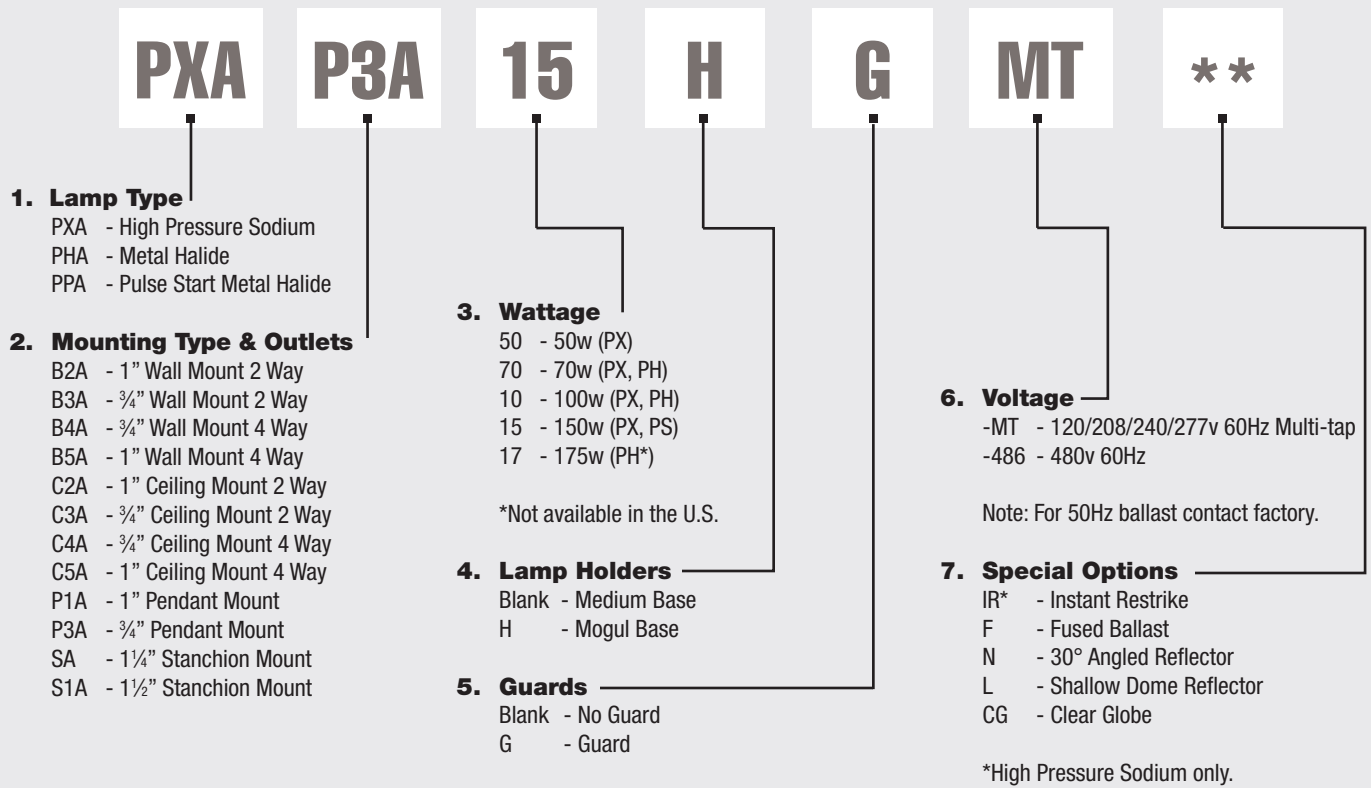 PXA P3A 15 H G MT **
1. Lamp Type
PXA - High Pressure Sodium
PHA - Metal Halide
PPA - Pulse Start Metal Halide
2. Mounting Type & Outlets
B2A - 1” Wall Mount 2 Way
B3A - ¾” Wall Mount 2 Way
B4A - ¾” Wall Mount 4 Way
B5A - 1” Wall Mount 4 Way
C2A - 1” Ceiling Mount 2 Way
C3A - ¾” Ceiling Mount 2 Way
C4A - ¾” Ceiling Mount 4 Way
C5A - 1” Ceiling Mount 4 Way
P1A - 1” Pendant Mount
P3A - ¾” Pendant Mount
SA - 1¼” Stanchion Mount
S1A - 1½” Stanchion Mount
3. Wattage
50 - 50w (PX)
70 - 70w (PX, PH)
10 - 100w (PX, PH)
15 - 150w (PX, PS)
17 - 175w (PH*)
*Not available in the U.S.
4. Lamp Holders
Blank - Medium Base
H - Mogul Base
5. Guards
Blank - No Guard
G - Guard
6. Voltage
-MT - 120/208/240/277v 60Hz Multi-tap
-486 - 480v 60Hz
Note: For 50Hz ballast contact factory.
7. Special Options
IR* - Instant Restrike
F - Fused Ballast
N - 30° Angled Reflector
L - Shallow Dome Reflector
CG - Clear Globe
*High Pressure Sodium only.